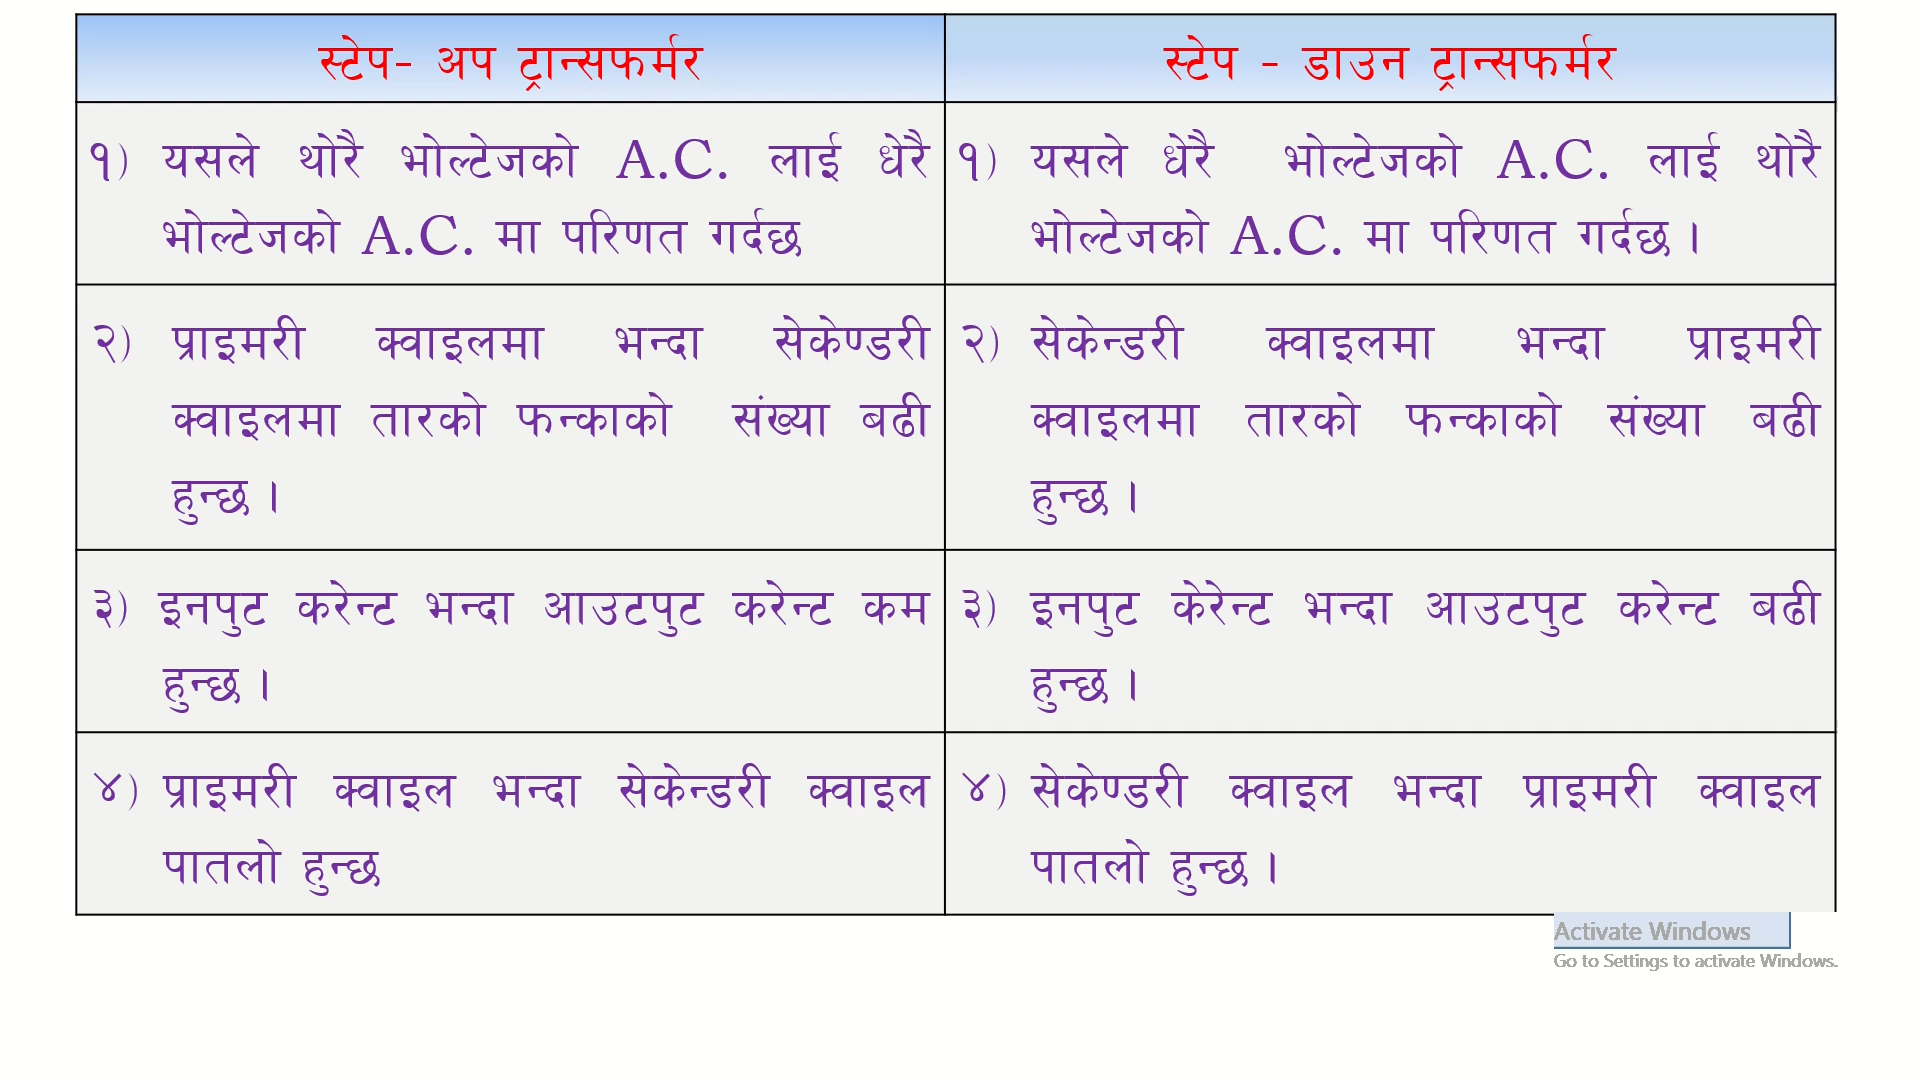 स्टेप- अप ट्रान्सफर्मर
स्टेप - डाउन ट्रान्सफर्मर
१) यसले थोरै भोल्टेजको A.C. लाई धेरै
भोल्टेजको A.C. मा परिणत गर्दछ
१) यसले धेरै भोल्टेजको A.C. लाई थोरै
भोल्टेजको A.C. मा परिणत गर्दछ ।
२) प्राइमरी क्वाइलमा भन्दा सेकेण्डरी
क्वाइलमा तारको फन्काको संख्या बढी
हुन्छ ।
२) सेकेन्डरी क्वाइलमा भन्दा प्राइमरी
क्वाइलमा तारको फन्काको संख्या बढी
हुन्छ ।
३) इनपुट करेन्ट भन्दा आउटपुट करेन्ट कम
हुन्छ ।
३) इनपुट केरेन्ट भन्दा आउटपुट करेन्ट बढी
हुन्छ ।
४) प्राइमरी क्वाइल भन्दा सेकेन्डरी क्वाइल
पातलो हुन्छ
४) सेकेण्डरी क्वाइल भन्दा प्राइमरी क्वाइल
पातलो हुन्छ ।
Activate Windows
Go to Settings to activate Windows.